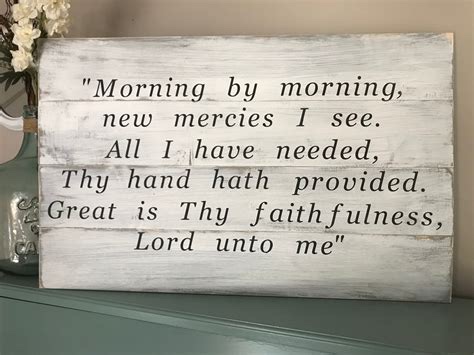 "Morning by morning,
new mercies I see.
All I have needed,
Thy hand hath provided.
Great is Thy faithfulness,
Lord unto me"